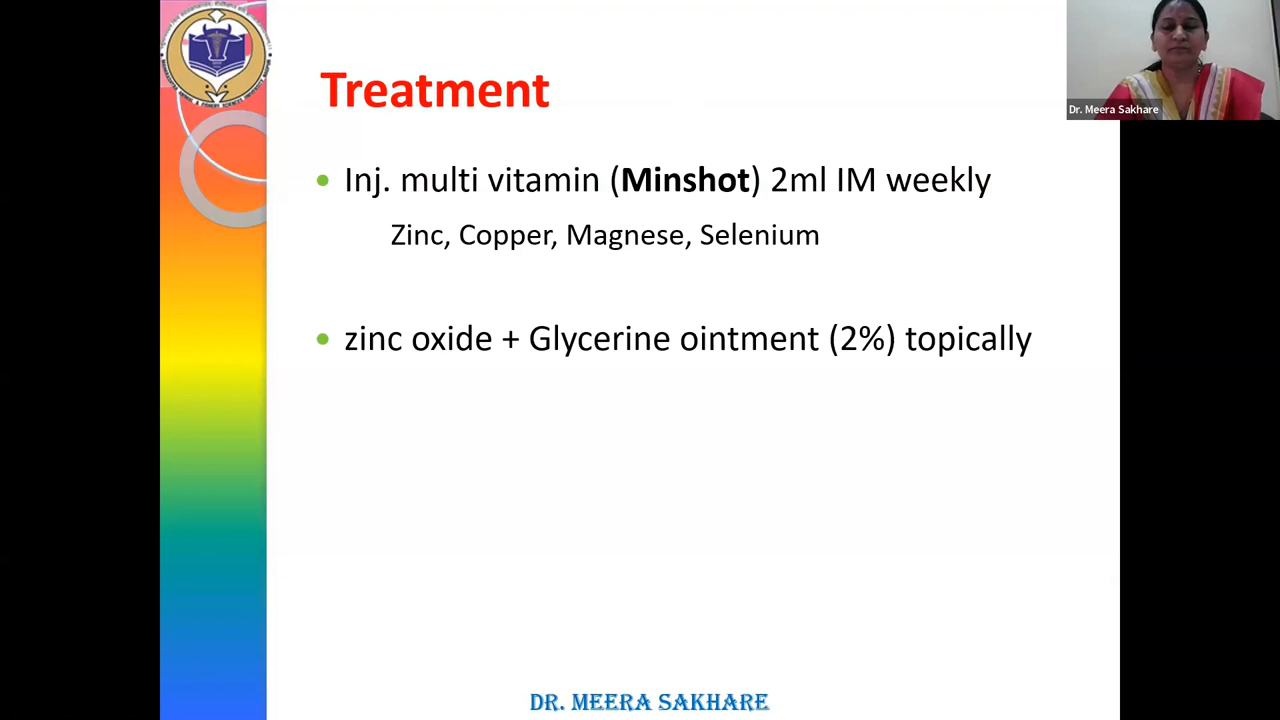 Treatment
Dr. Meera Sakhare
• Inj. multi vitamin (Minshot) 2ml IM weekly
Zinc, Copper, Magnese, Selenium
• zinc oxide + Glycerine ointment (2%) topically
DR. MEERA SAKHARE